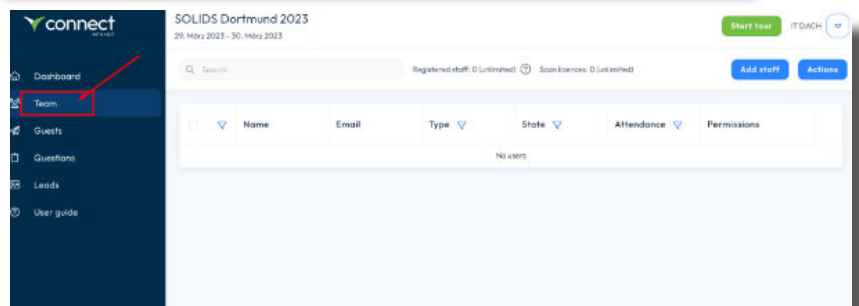 connect
SOLIDS Dortmund 2023
29. März 2023 - 30. März 2023
Start tour
IT DACH
Dashboard
Team
Guests
Questions
Leads
User guide
Search
Registered staff: 0 (unlimited)
Scan licences: 0 (unlimited)
Add staff
Actions
Name Email Type State Attendance Permissions
No users